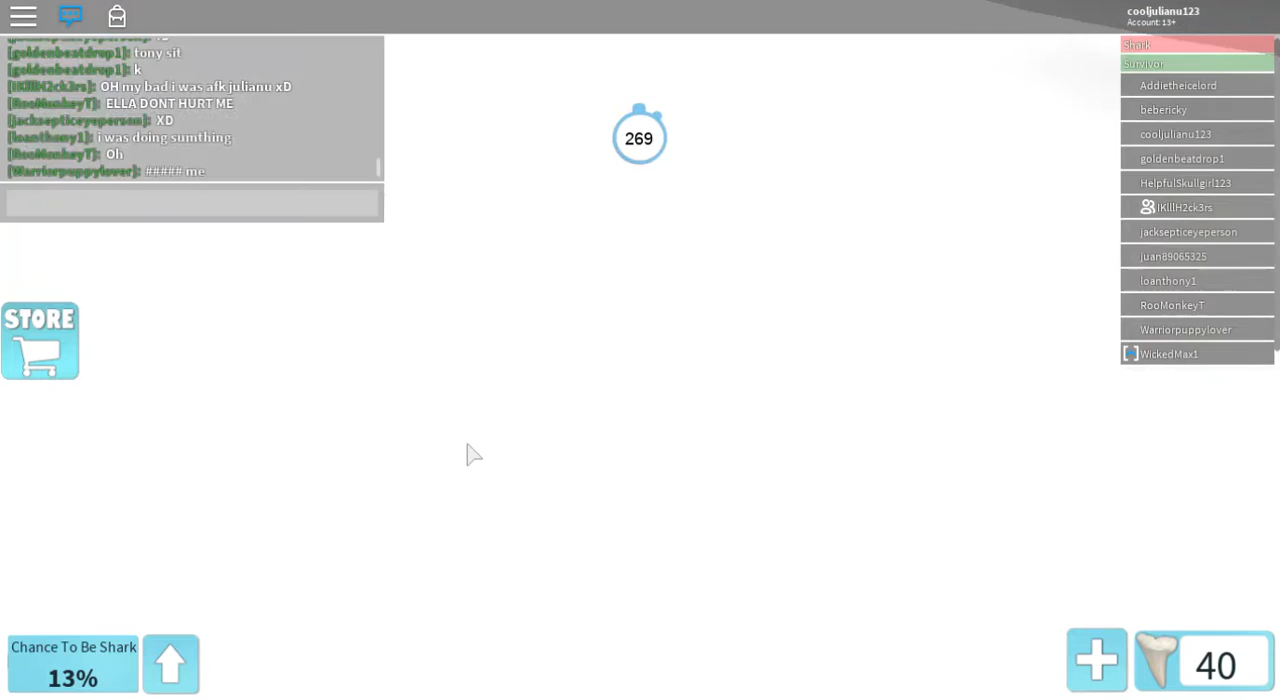 cooljulianu123
Account: 13+
[goldenbeatdrop1]: tony sit
[goldenbeatdrop1]: k
OH my bad i was afk julianu xD
[RooMonkeyT]: ELLA DONT HURT ME
[jacksepticeyeperson]: XD
[loanthony1]: i was doing sumthing
[RooMonkeyT]: Oh
[Warriorpuppylover]: ##### me
269
Shark
Survivor
Addietheicelord
bebericky
cooljulianu123
goldenbeatdrop1
HelpfulSkullgirl123
jacksepticeyeperson
juan89065325
loanthony1
RooMonkeyT
Warriorpuppylover
WickedMax1
STORE
Chance To Be Shark
13%
40